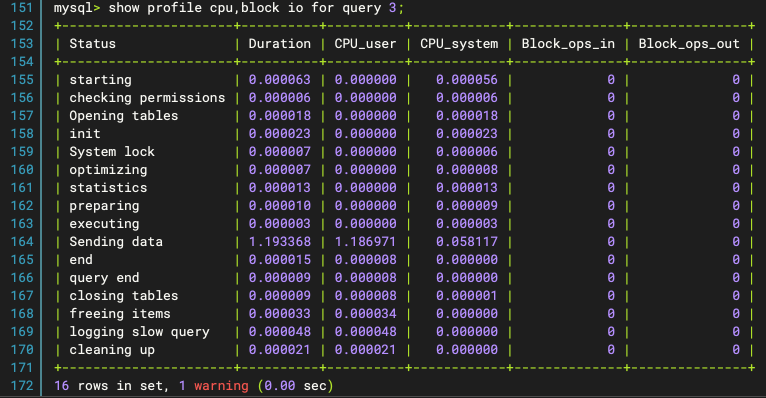 151 mysql> show profile cpu,block io for query 3;
152 +----------------------+----------+----------+------------+--------------+---------------+
153 | Status               | Duration | CPU_user | CPU_system | Block_ops_in | Block_ops_out |
154 +----------------------+----------+----------+------------+--------------+---------------+
155 | starting             | 0.000063 | 0.000000 |   0.000056 |            0 |             0 |
156 | checking permissions | 0.000006 | 0.000000 |   0.000006 |            0 |             0 |
157 | Opening tables       | 0.000018 | 0.000000 |   0.000018 |            0 |             0 |
158 | init                 | 0.000023 | 0.000000 |   0.000023 |            0 |             0 |
159 | System lock          | 0.000007 | 0.000000 |   0.000006 |            0 |             0 |
160 | optimizing           | 0.000007 | 0.000000 |   0.000008 |            0 |             0 |
161 | statistics           | 0.000013 | 0.000000 |   0.000013 |            0 |             0 |
162 | preparing            | 0.000010 | 0.000000 |   0.000009 |            0 |             0 |
163 | executing            | 0.000003 | 0.000000 |   0.000003 |            0 |             0 |
164 | Sending data         | 1.193368 | 1.186971 |   0.058117 |            0 |             0 |
165 | end                  | 0.000015 | 0.000008 |   0.000000 |            0 |             0 |
166 | query end            | 0.000009 | 0.000008 |   0.000000 |            0 |             0 |
167 | closing tables       | 0.000009 | 0.000008 |   0.000001 |            0 |             0 |
168 | freeing items        | 0.000033 | 0.000034 |   0.000000 |            0 |             0 |
169 | logging slow query   | 0.000048 | 0.000048 |   0.000000 |            0 |             0 |
170 | cleaning up          | 0.000021 | 0.000021 |   0.000000 |            0 |             0 |
171 +----------------------+----------+----------+------------+--------------+---------------+
172 16 rows in set, 1 warning (0.00 sec)